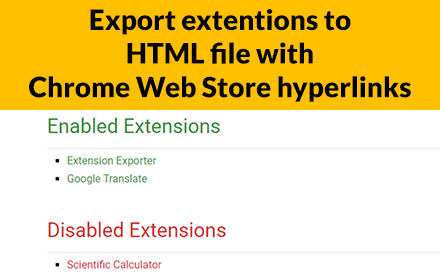 Export extentions to
HTML file with
Chrome Web Store hyperlinks
Enabled Extensions
Extension Exporter
Google Translate
Disabled Extensions
Scientific Calculator